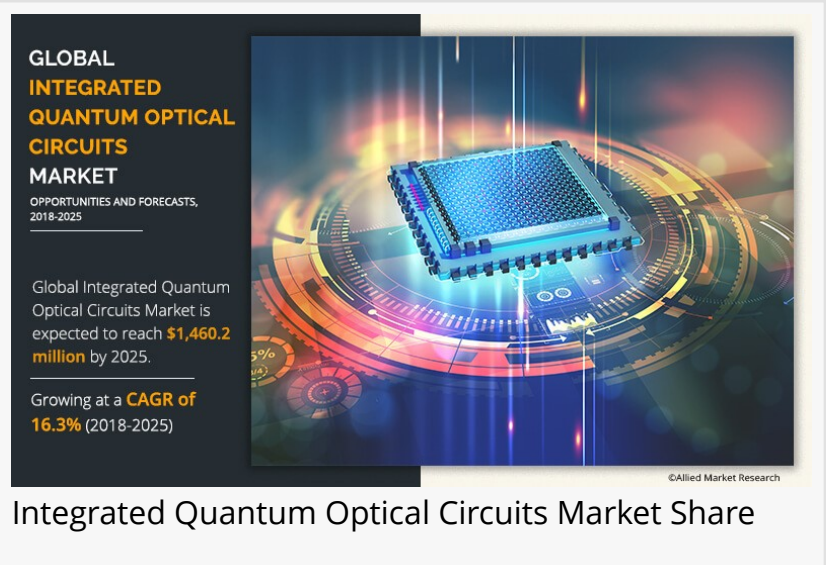 GLOBAL
INTEGRATED
QUANTUM OPTICAL
CIRCUITS
MARKET
OPPORTUNITIES AND FORECASTS,
2018-2025
Global Integrated Quantum
Optical Circuits Market is
expected to reach $1,460.2
million by 2025.
Growing at a CAGR of
16.3% (2018-2025)
5%
©Allied Market Research
Integrated Quantum Optical Circuits Market Share